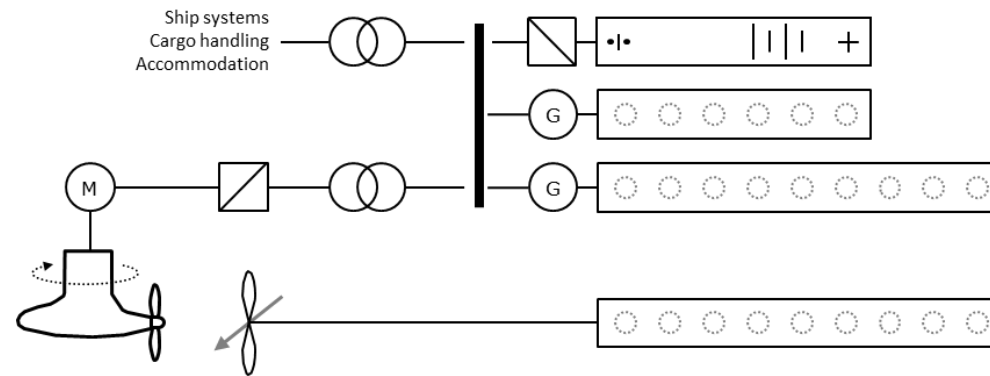 Ship systems
Cargo handling
Accommodation
G
M
G